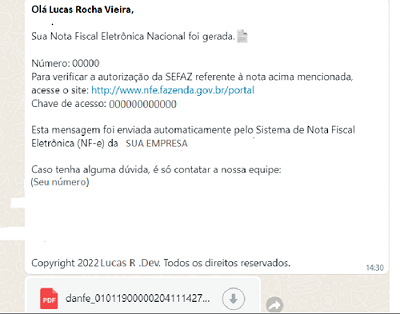 Olá Lucas Rocha Vieira,
Sua Nota Fiscal Eletrônica Nacional foi gerada.
Número: 00000
Para verificar a autorização da SEFAZ referente à nota acima mencionada,
acesse o site: http://www.nfe.fazenda.gov.br/portal
Chave de acesso: 000000000000
Esta mensagem foi enviada automaticamente pelo Sistema de Nota Fiscal
Eletrônica (NF-e) da SUA EMPRESA
Caso tenha alguma dúvida, é só contatar a nossa equipe:
(Seu número)
Copyright 2022 Lucas R .Dev. Todos os direitos reservados.
14:30
PDF danfe_01011900000204111427...